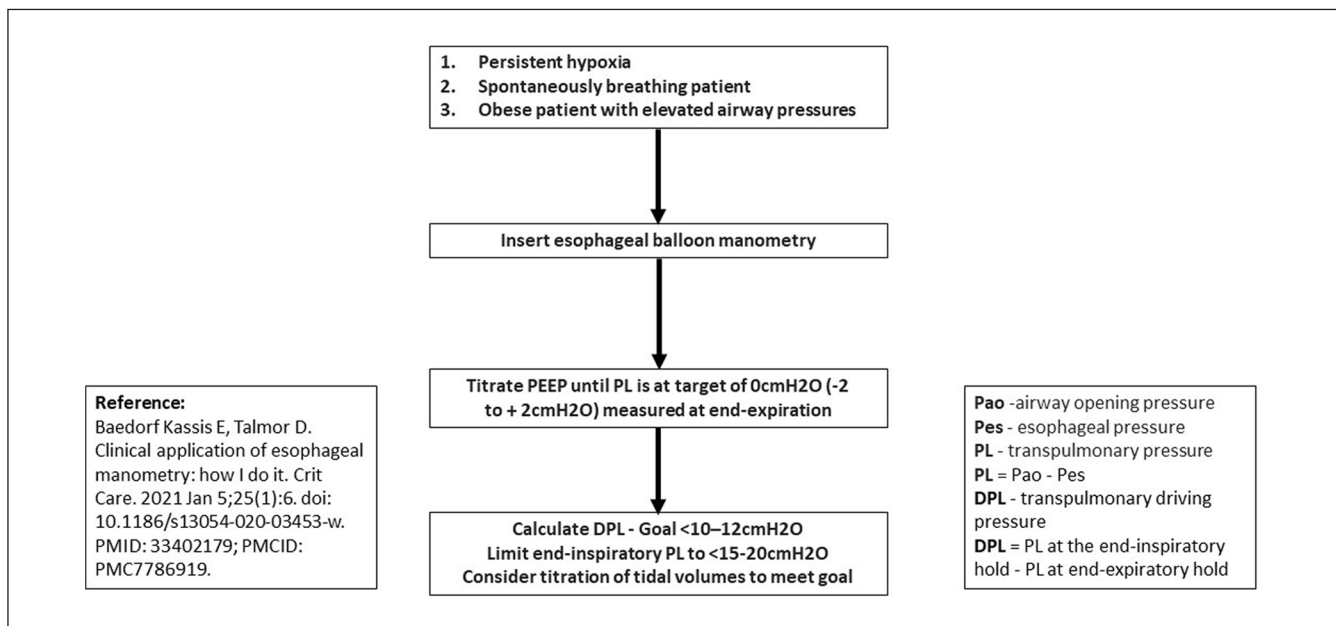 1. Persistent hypoxia
2. Spontaneously breathing patient
3. Obese patient with elevated airway pressures
Insert esophageal balloon manometry
Titrate PEEP until PL is at target of 0cmH2O (-2
to + 2cmH2O) measured at end-expiration
Calculate DPL - Goal <10–12cmH2O
Limit end-inspiratory PL to <15-20cmH2O
Consider titration of tidal volumes to meet goal
Reference:
Baedorf Kassis E, Talmor D.
Clinical application of esophageal
manometry: how I do it. Crit
Care. 2021 Jan 5;25(1):6. doi:
10.1186/s13054-020-03453-w.
PMID: 33402179; PMCID:
PMC7786919.
Pao -airway opening pressure
Pes - esophageal pressure
PL - transpulmonary pressure
PL = Pao - Pes
DPL - transpulmonary driving
pressure
DPL = PL at the end-inspiratory
hold - PL at end-expiratory hold